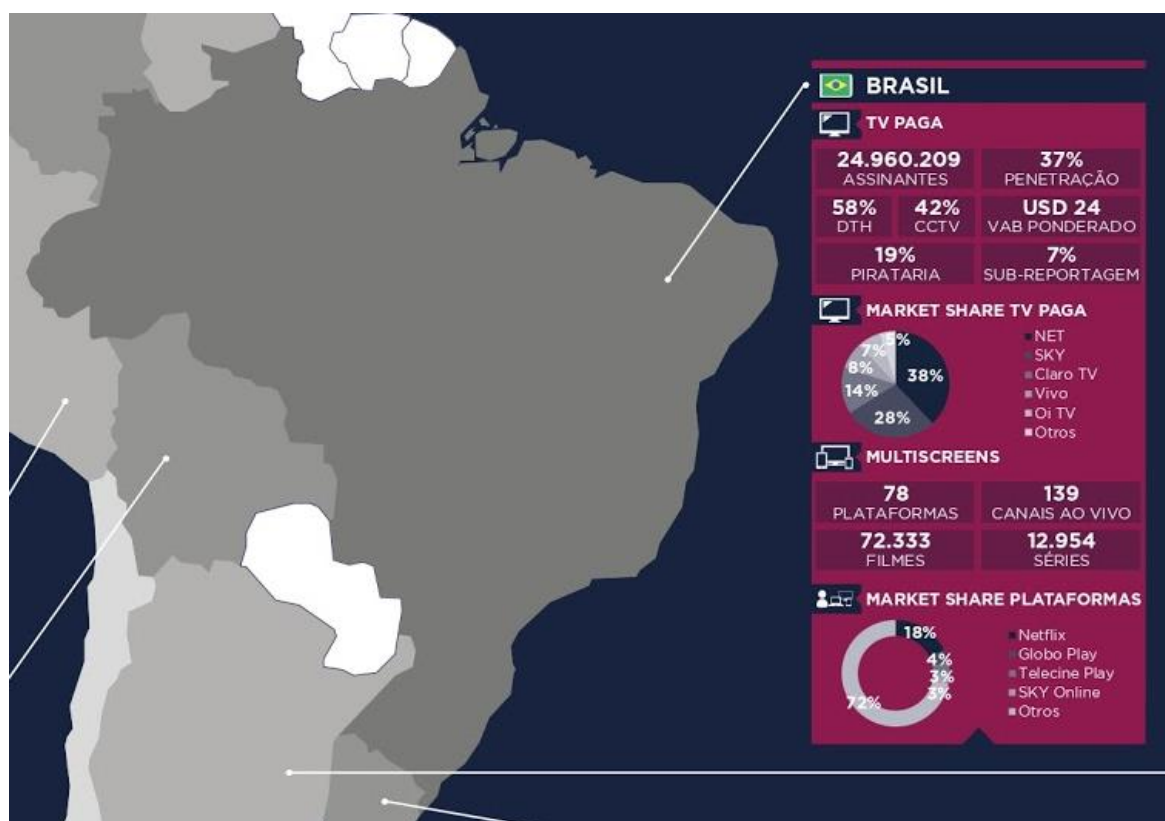 BRASIL
TV PAGA
24.960.209
ASSINANTES
37%
PENETRAÇÃO
58%
DTH
42%
CCTV
USD 24
VAB PONDERADO
19%
PIRATARIA
7%
SUB-REPORTAGEM
MARKET SHARE TV PAGA
5%
7%
8%
14%
28%
38%
NET
SKY
Claro TV
Vivo
Oi TV
Otros
MULTISCREENS
78
PLATAFORMAS
139
CANAIS AO VIVO
72.333
FILMES
12.954
SÉRIES
MARKET SHARE PLATAFORMAS
18%
4%
3%
3%
72%
Netflix
Globo Play
Telecine Play
SKY Online
Otros